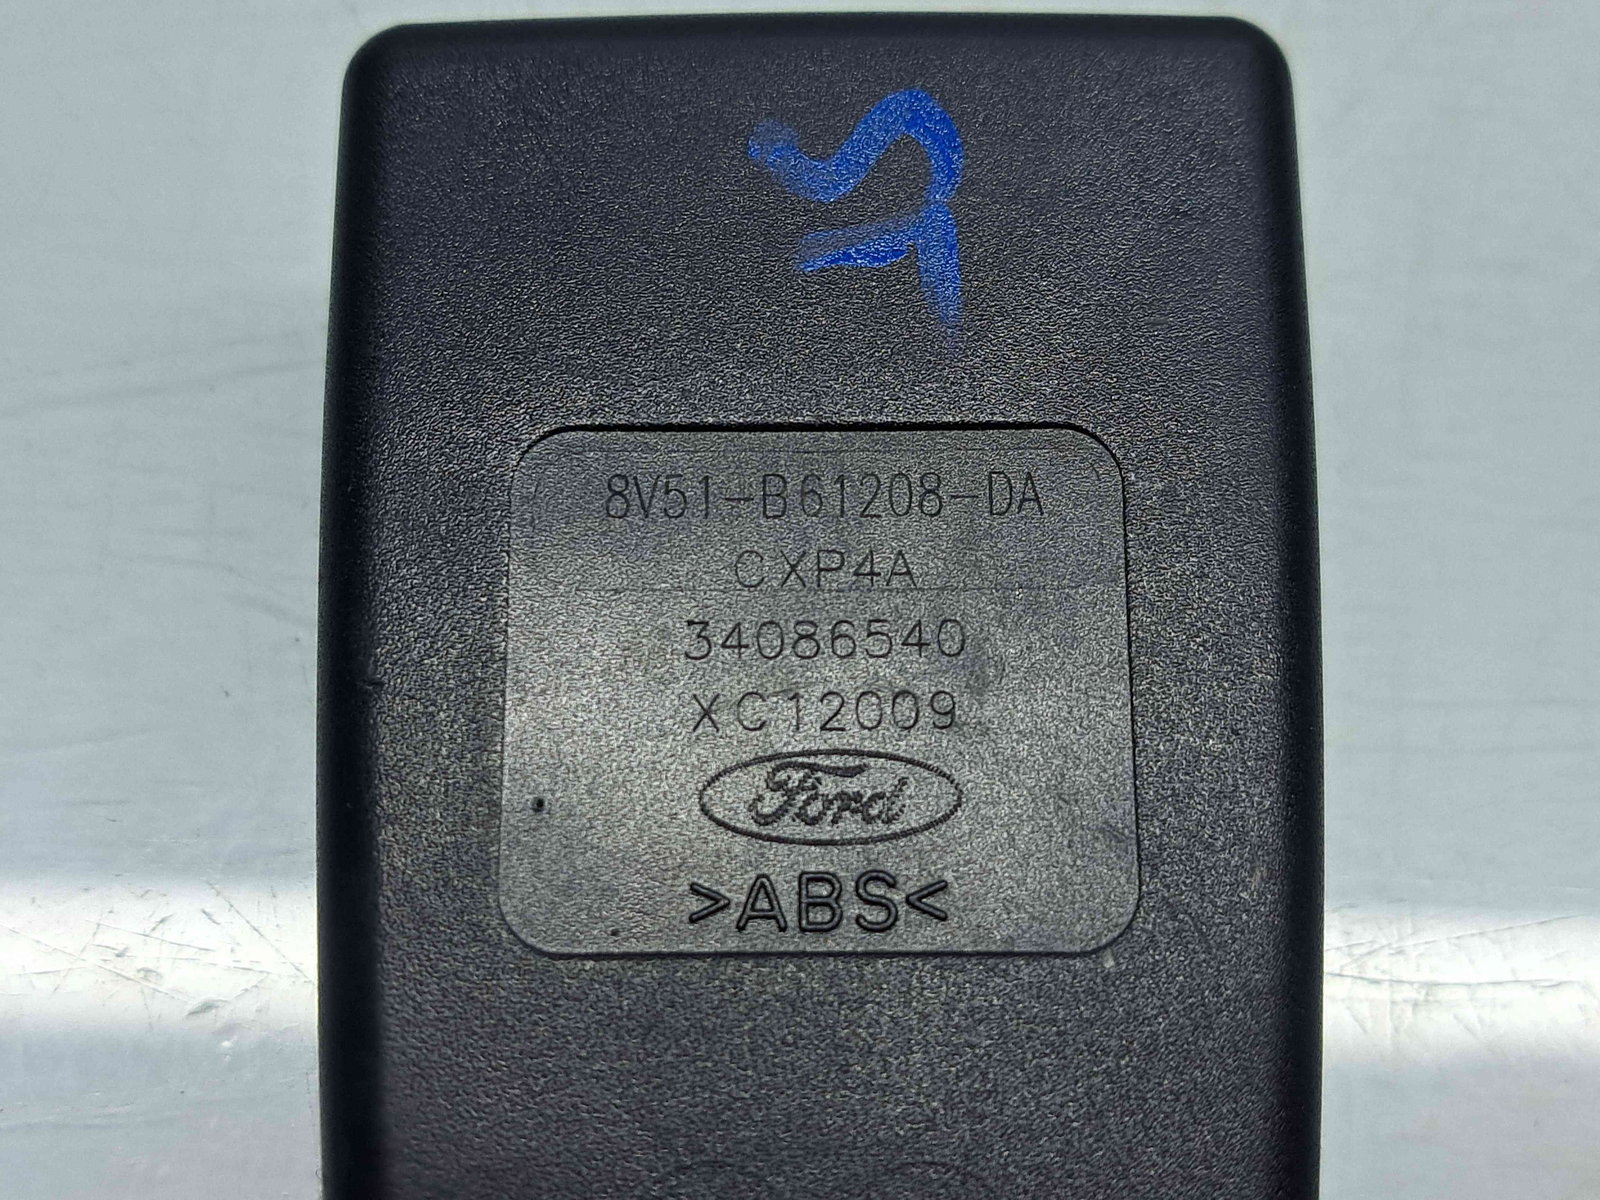 8V51-B61208-DA
CXP4A
34086540
XC12009
Ford
>ABS<